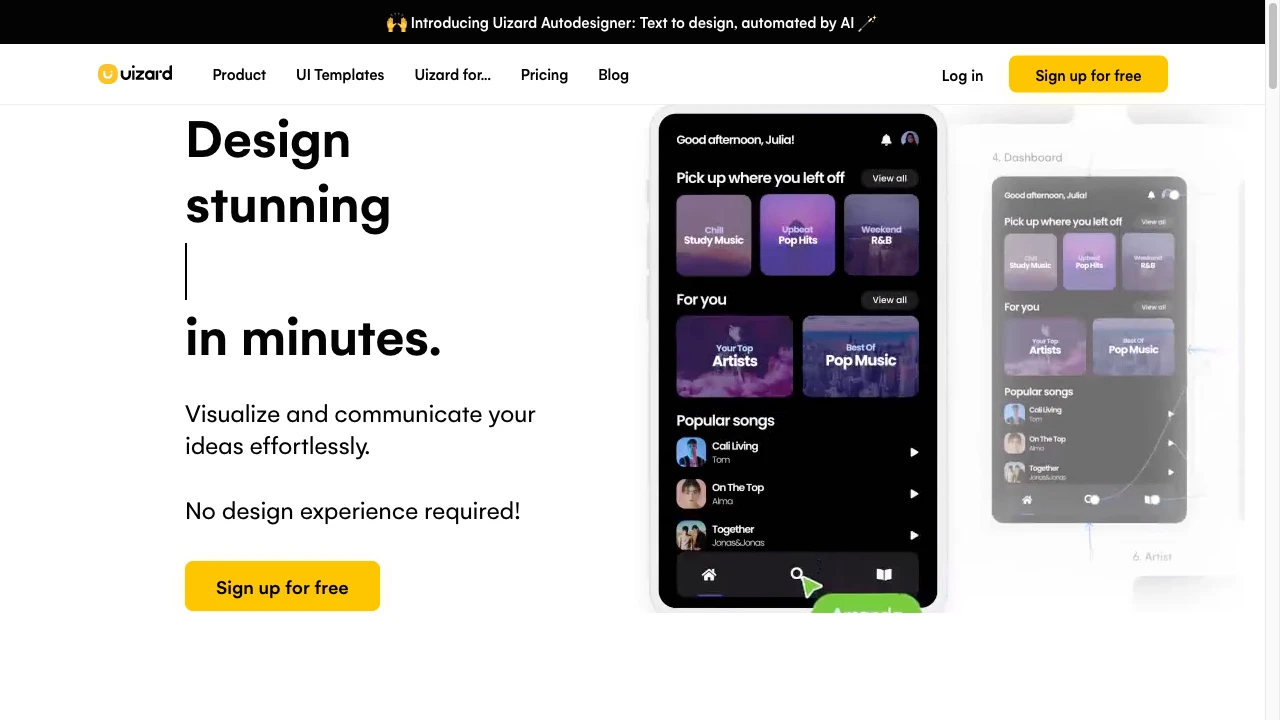 🙌 Introducing Uizard Autodesigner: Text to design, automated by AI 🪄
uizard
Product
UI Templates
Uizard for...
Pricing
Blog
Log in
Sign up for free
Design
stunning
in minutes.
Visualize and communicate your
ideas effortlessly.
No design experience required!
Sign up for free
Good afternoon, Julia!
Pick up where you left off
View all
Chill
Study Music
Upbeat
Pop Hits
Weekend
R&B
For you
View all
Your Top
Artists
Best Of
Pop Music
Popular songs
Cali Living
Tom
On The Top
Alma
Together
Jonas&Jonas
Amanda
4. Dashboard
Good afternoon, Julia!
Pick up where you left off
View all
Chill
Study Music
Upbeat
Pop Hits
Weekend
R&B
For you
View all
Your Top
Artists
Best Of
Pop Music
Popular songs
Cali Living
Tom
On The Top
Alma
Together
Jonas&Jonas
6. Artist